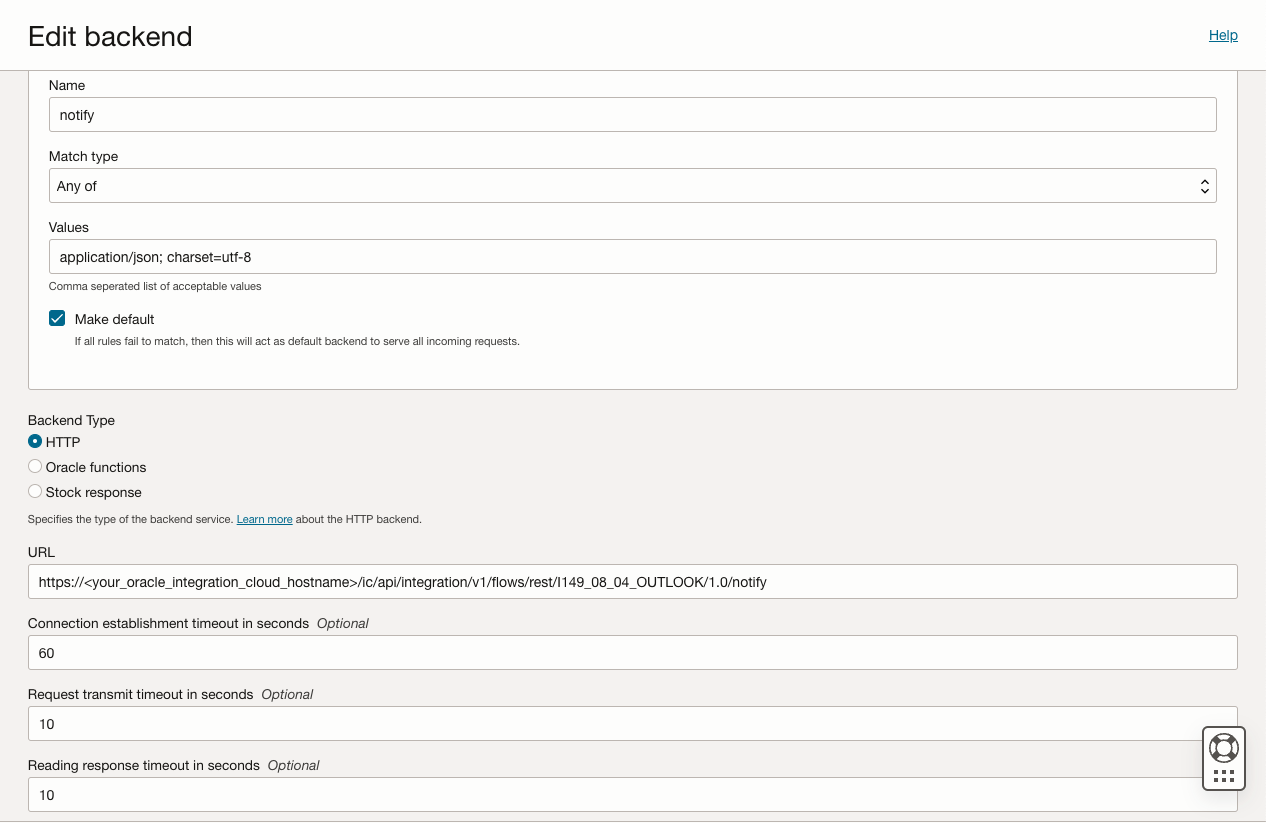 Edit backend
Help
Name
notify
Match type
Any of
Values
application/json; charset=utf-8
Comma seperated list of acceptable values
Make default
If all rules fail to match, then this will act as default backend to serve all incoming requests.
Backend Type
HTTP
Oracle functions
Stock response
Specifies the type of the backend service. Learn more about the HTTP backend.
URL
https://<your_oracle_integration_cloud_hostname>/ic/api/integration/v1/flows/rest/I149_08_04_OUTLOOK/1.0/notify
Connection establishment timeout in seconds Optional
60
Request transmit timeout in seconds Optional
10
Reading response timeout in seconds Optional
10